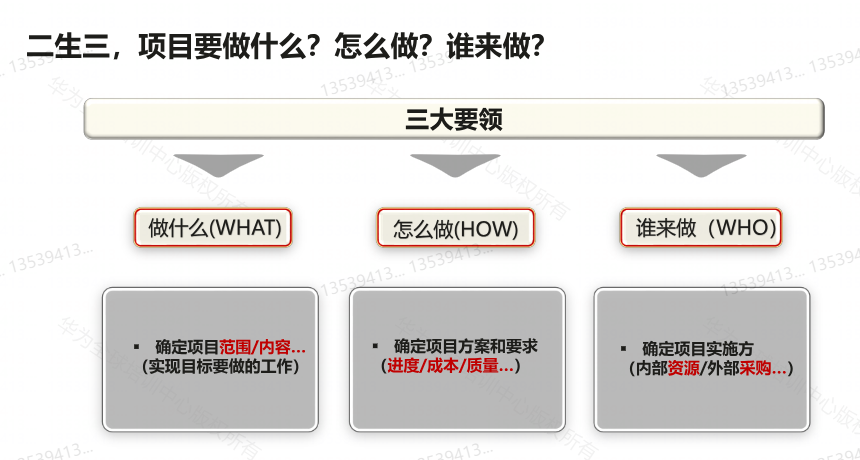 二生三，项目要做什么？怎么做？谁来做？
三大要领
做什么(WHAT)
怎么做(HOW)
谁来做（WHO)
▪ 确定项目范围/内容...
（实现目标要做的工作）
▪ 确定项目方案和要求
（进度/成本/质量...）
▪ 确定项目实施方
（内部资源/外部采购...）
13539413...